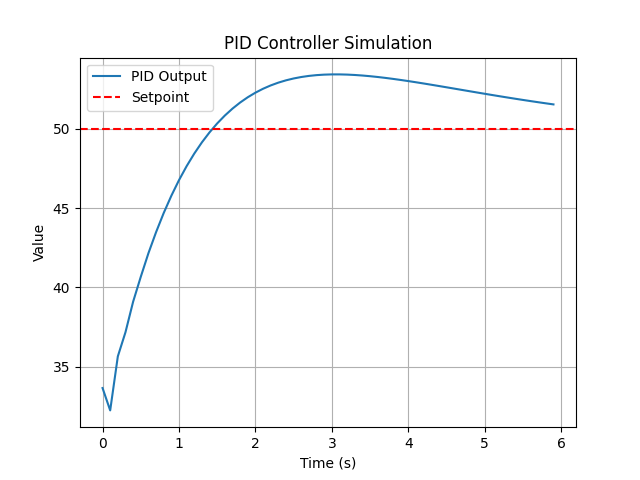 PID Controller Simulation
PID Output
Setpoint
50
45
40
35
Value
0 1 2 3 4 5 6
Time (s)